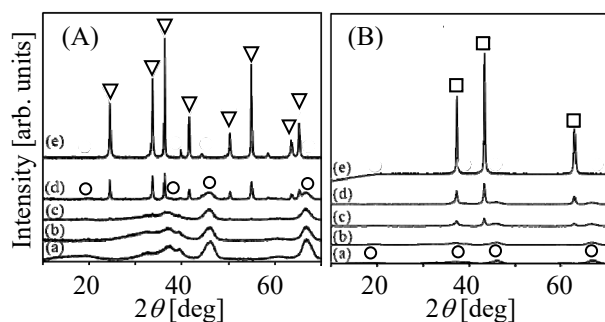 (A)
(B)
Intensity [arb. units]
(e)
(d)
(c)
(b)
(a)
(e)
(d)
(c)
(b)
(a)
20
40
60
20
40
60
2θ [deg]
2θ [deg]